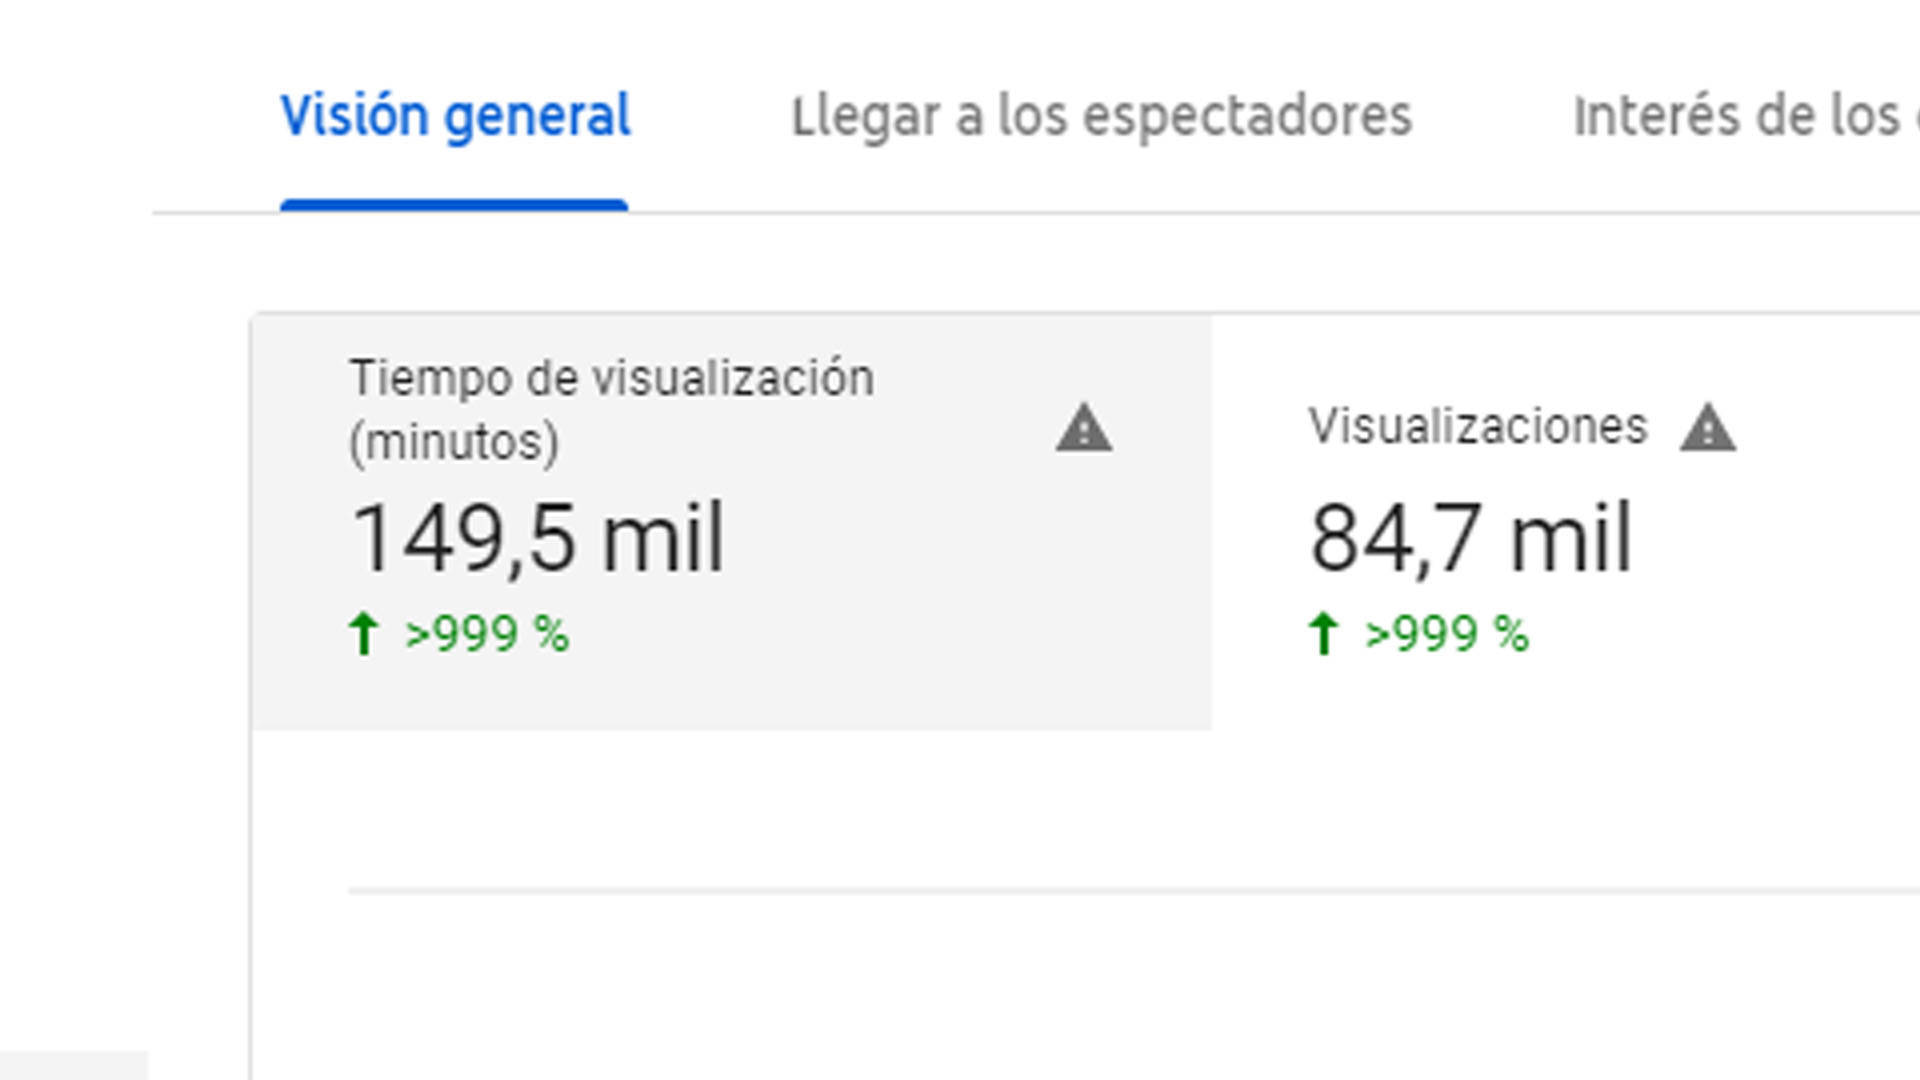 Visión general Llegar a los espectadores Interés de los
Tiempo de visualización
(minutos)
149,5 mil
>999 %
Visualizaciones
84,7 mil
>999 %